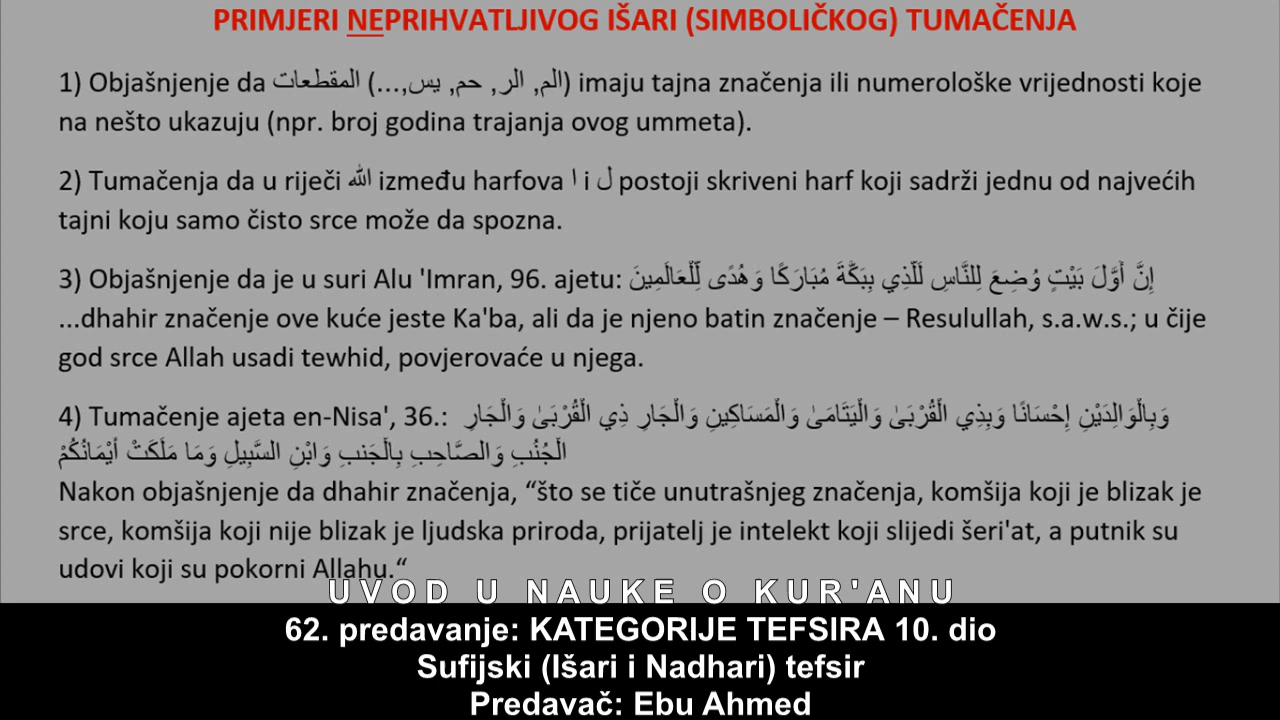 PRIMJERI NEPRIHVATLJIVOG IŠARI (SIMBOLIČKOG) TUMAČENJA
1) Objašnjenje da المقطعات (الم, الر, حم, يس,...) imaju tajna značenja ili numerološke vrijednosti koje
na nešto ukazuju (npr. broj godina trajanja ovog ummeta).
2) Tumačenja da u riječi الله između harfova ا i ل postoji skriveni harf koji sadrži jednu od najvećih
tajni koju samo čisto srce može da spozna.
3) Objašnjenje da je u suri Alu 'Imran, 96. ajetu: إِنَّ أَوَّلَ بَيْتٍ وُضِعَ لِلنَّاسِ لَلَّذِي بِبَكَّةَ مُبَارَكًا وَهُدًى لِّلْعَالَمِينَ
...dhahir značenje ove kuće jeste Ka'ba, ali da je njeno batin značenje – Resulullah, s.a.w.s.; u čije
god srce Allah usadi tewhid, povjerovaće u njega.
4) Tumačenje ajeta en-Nisa', 36.: وَبِالْوَالِدَيْنِ إِحْسَانًا وَبِذِي الْقُرْبَىٰ وَالْيَتَامَىٰ وَالْمَسَاكِينِ وَالْجَارِ ذِي الْقُرْبَىٰ وَالْجَارِ
الْجُنُبِ وَالصَّاحِبِ بِالْجَنبِ وَابْنِ السَّبِيلِ وَمَا مَلَكَتْ أَيْمَانُكُمْ
Nakon objašnjenje da dhahir značenja, “što se tiče unutrašnjeg značenja, komšija koji je blizak je
srce, komšija koji nije blizak je ljudska priroda, prijatelj je intelekt koji slijedi šeri'at, a putnik su
udovi koji su pokorni Allahu.“
UVOD U NAUKE O KUR'ANU
62. predavanje: KATEGORIJE TEFSIRA 10. dio
Sufijski (Išari i Nadhari) tefsir
Predavač: Ebu Ahmed